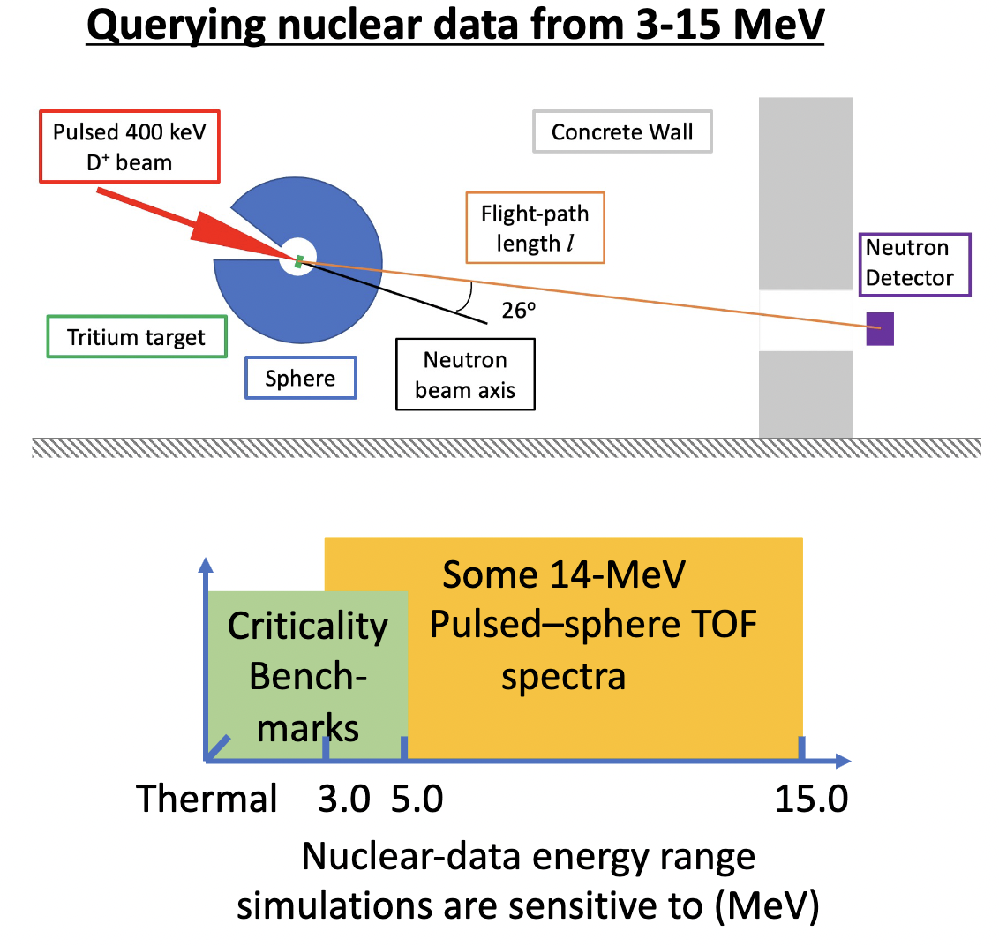 Querying nuclear data from 3-15 MeV
Pulsed 400 keV
D⁺ beam
Concrete Wall
Flight-path
length l
Neutron
Detector
26º
Tritium target
Sphere
Neutron
beam axis
Some 14-MeV
Pulsed–sphere TOF
spectra
Criticality
Bench-
marks
Thermal 3.0 5.0 15.0
Nuclear-data energy range
simulations are sensitive to (MeV)